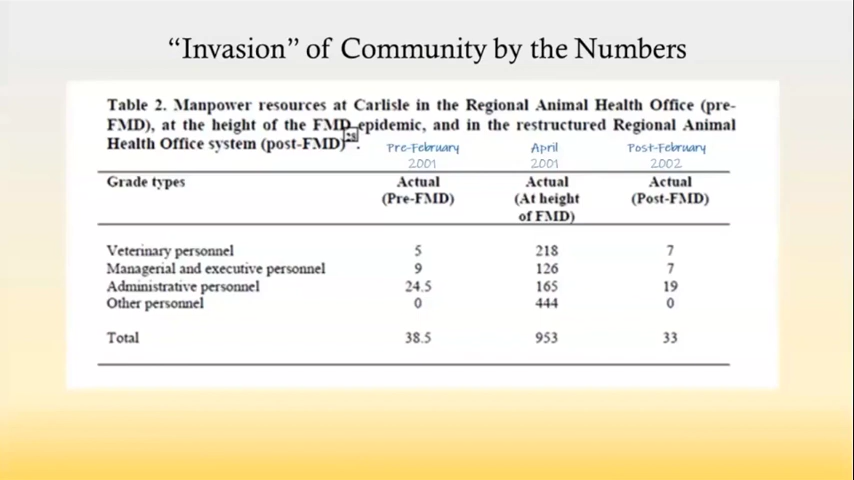 “Invasion” of Community by the Numbers
Table 2. Manpower resources at Carlisle in the Regional Animal Health Office (pre-
FMD), at the height of the FMD epidemic, and in the restructured Regional Animal
Health Office system (post-FMD) .
Pre-February April Post-February
2001 2001 2002
Grade types Actual Actual Actual
(Pre-FMD) (At height (Post-FMD)
of FMD)
Veterinary personnel 5 218 7
Managerial and executive personnel 9 126 7
Administrative personnel 24.5 165 19
Other personnel 0 444 0
Total 38.5 953 33